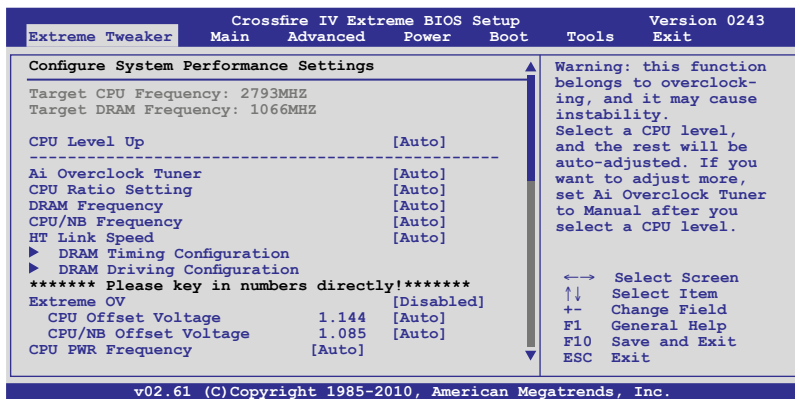 Crossfire IV Extreme BIOS Setup Version 0243
Extreme Tweaker Main Advanced Power Boot Tools Exit
Configure System Performance Settings
Target CPU Frequency: 2793MHZ
Target DRAM Frequency: 1066MHZ
CPU Level Up [Auto]
------------------------------------------------
Ai Overclock Tuner [Auto]
CPU Ratio Setting [Auto]
DRAM Frequency [Auto]
CPU/NB Frequency [Auto]
HT Link Speed [Auto]
▶ DRAM Timing Configuration
▶ DRAM Driving Configuration
******* Please key in numbers directly!*******
Extreme OV [Disabled]
CPU Offset Voltage 1.144 [Auto]
CPU/NB Offset Voltage 1.085 [Auto]
CPU PWR Frequency [Auto]
Warning: this function
belongs to overclock-
ing, and it may cause
instability.
Select a CPU level,
and the rest will be
auto-adjusted. If you
want to adjust more,
set Ai Overclock Tuner
to Manual after you
select a CPU level.
←→ Select Screen
↑↓ Select Item
+- Change Field
F1 General Help
F10 Save and Exit
ESC Exit
v02.61 (C)Copyright 1985-2010, American Megatrends, Inc.